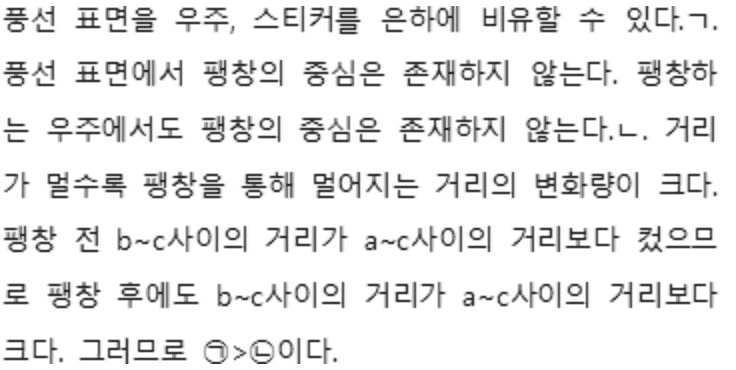 풍선 표면을 우주, 스티커를 은하에 비유할 수 있다.ㄱ.
풍선 표면에서 팽창의 중심은 존재하지 않는다. 팽창하
는 우주에서도 팽창의 중심은 존재하지 않는다.ㄴ. 거리
가 멀수록 팽창을 통해 멀어지는 거리의 변화량이 크다.
팽창 전 b~c사이의 거리가 a~c사이의 거리보다 컸으므
로 팽창 후에도 b~c사이의 거리가 a~c사이의 거리보다
크다. 그러므로 ㉠>㉡이다.